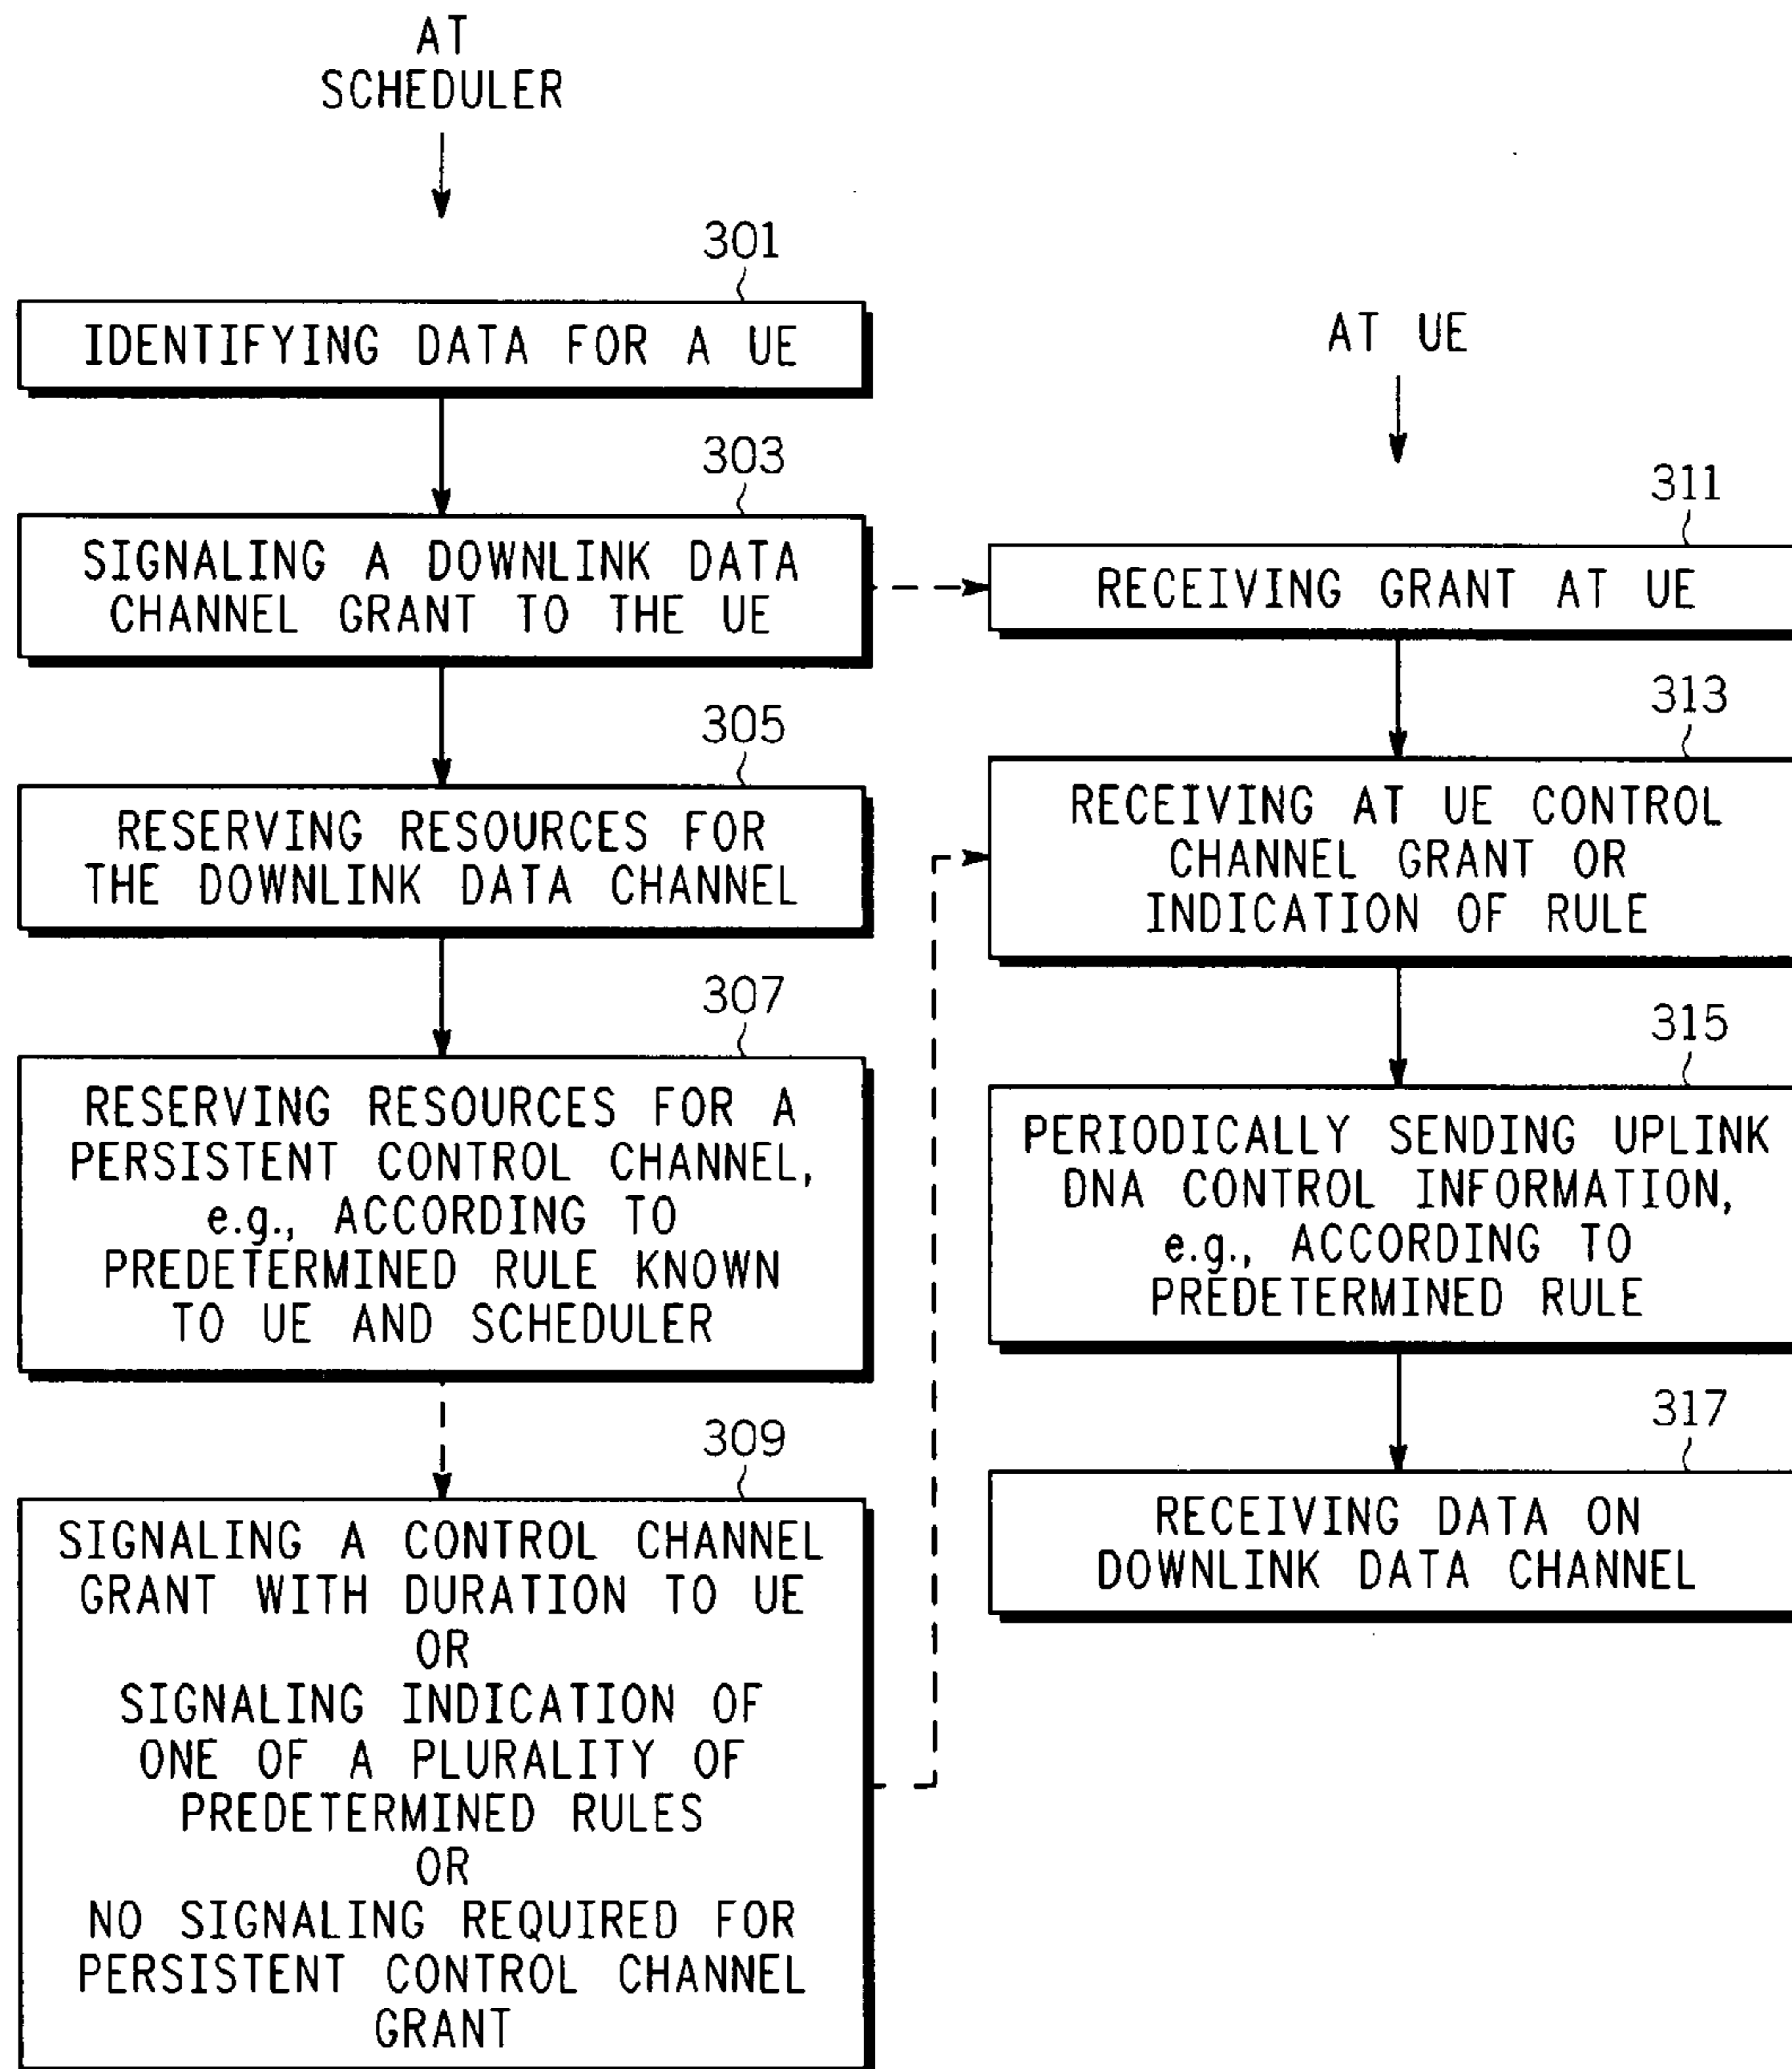 AT
SCHEDULER
301
IDENTIFYING DATA FOR A UE
303
SIGNALING A DOWNLINK DATA
CHANNEL GRANT TO THE UE
305
RESERVING RESOURCES FOR
THE DOWNLINK DATA CHANNEL
307
RESERVING RESOURCES FOR A
PERSISTENT CONTROL CHANNEL,
e.g., ACCORDING TO
PREDETERMINED RULE KNOWN
TO UE AND SCHEDULER
309
SIGNALING A CONTROL CHANNEL
GRANT WITH DURATION TO UE
OR
SIGNALING INDICATION OF
ONE OF A PLURALITY OF
PREDETERMINED RULES
OR
NO SIGNALING REQUIRED FOR
PERSISTENT CONTROL CHANNEL
GRANT
AT UE
311
RECEIVING GRANT AT UE
313
RECEIVING AT UE CONTROL
CHANNEL GRANT OR
INDICATION OF RULE
315
PERIODICALLY SENDING UPLINK
DNA CONTROL INFORMATION,
e.g., ACCORDING TO
PREDETERMINED RULE
317
RECEIVING DATA ON
DOWNLINK DATA CHANNEL